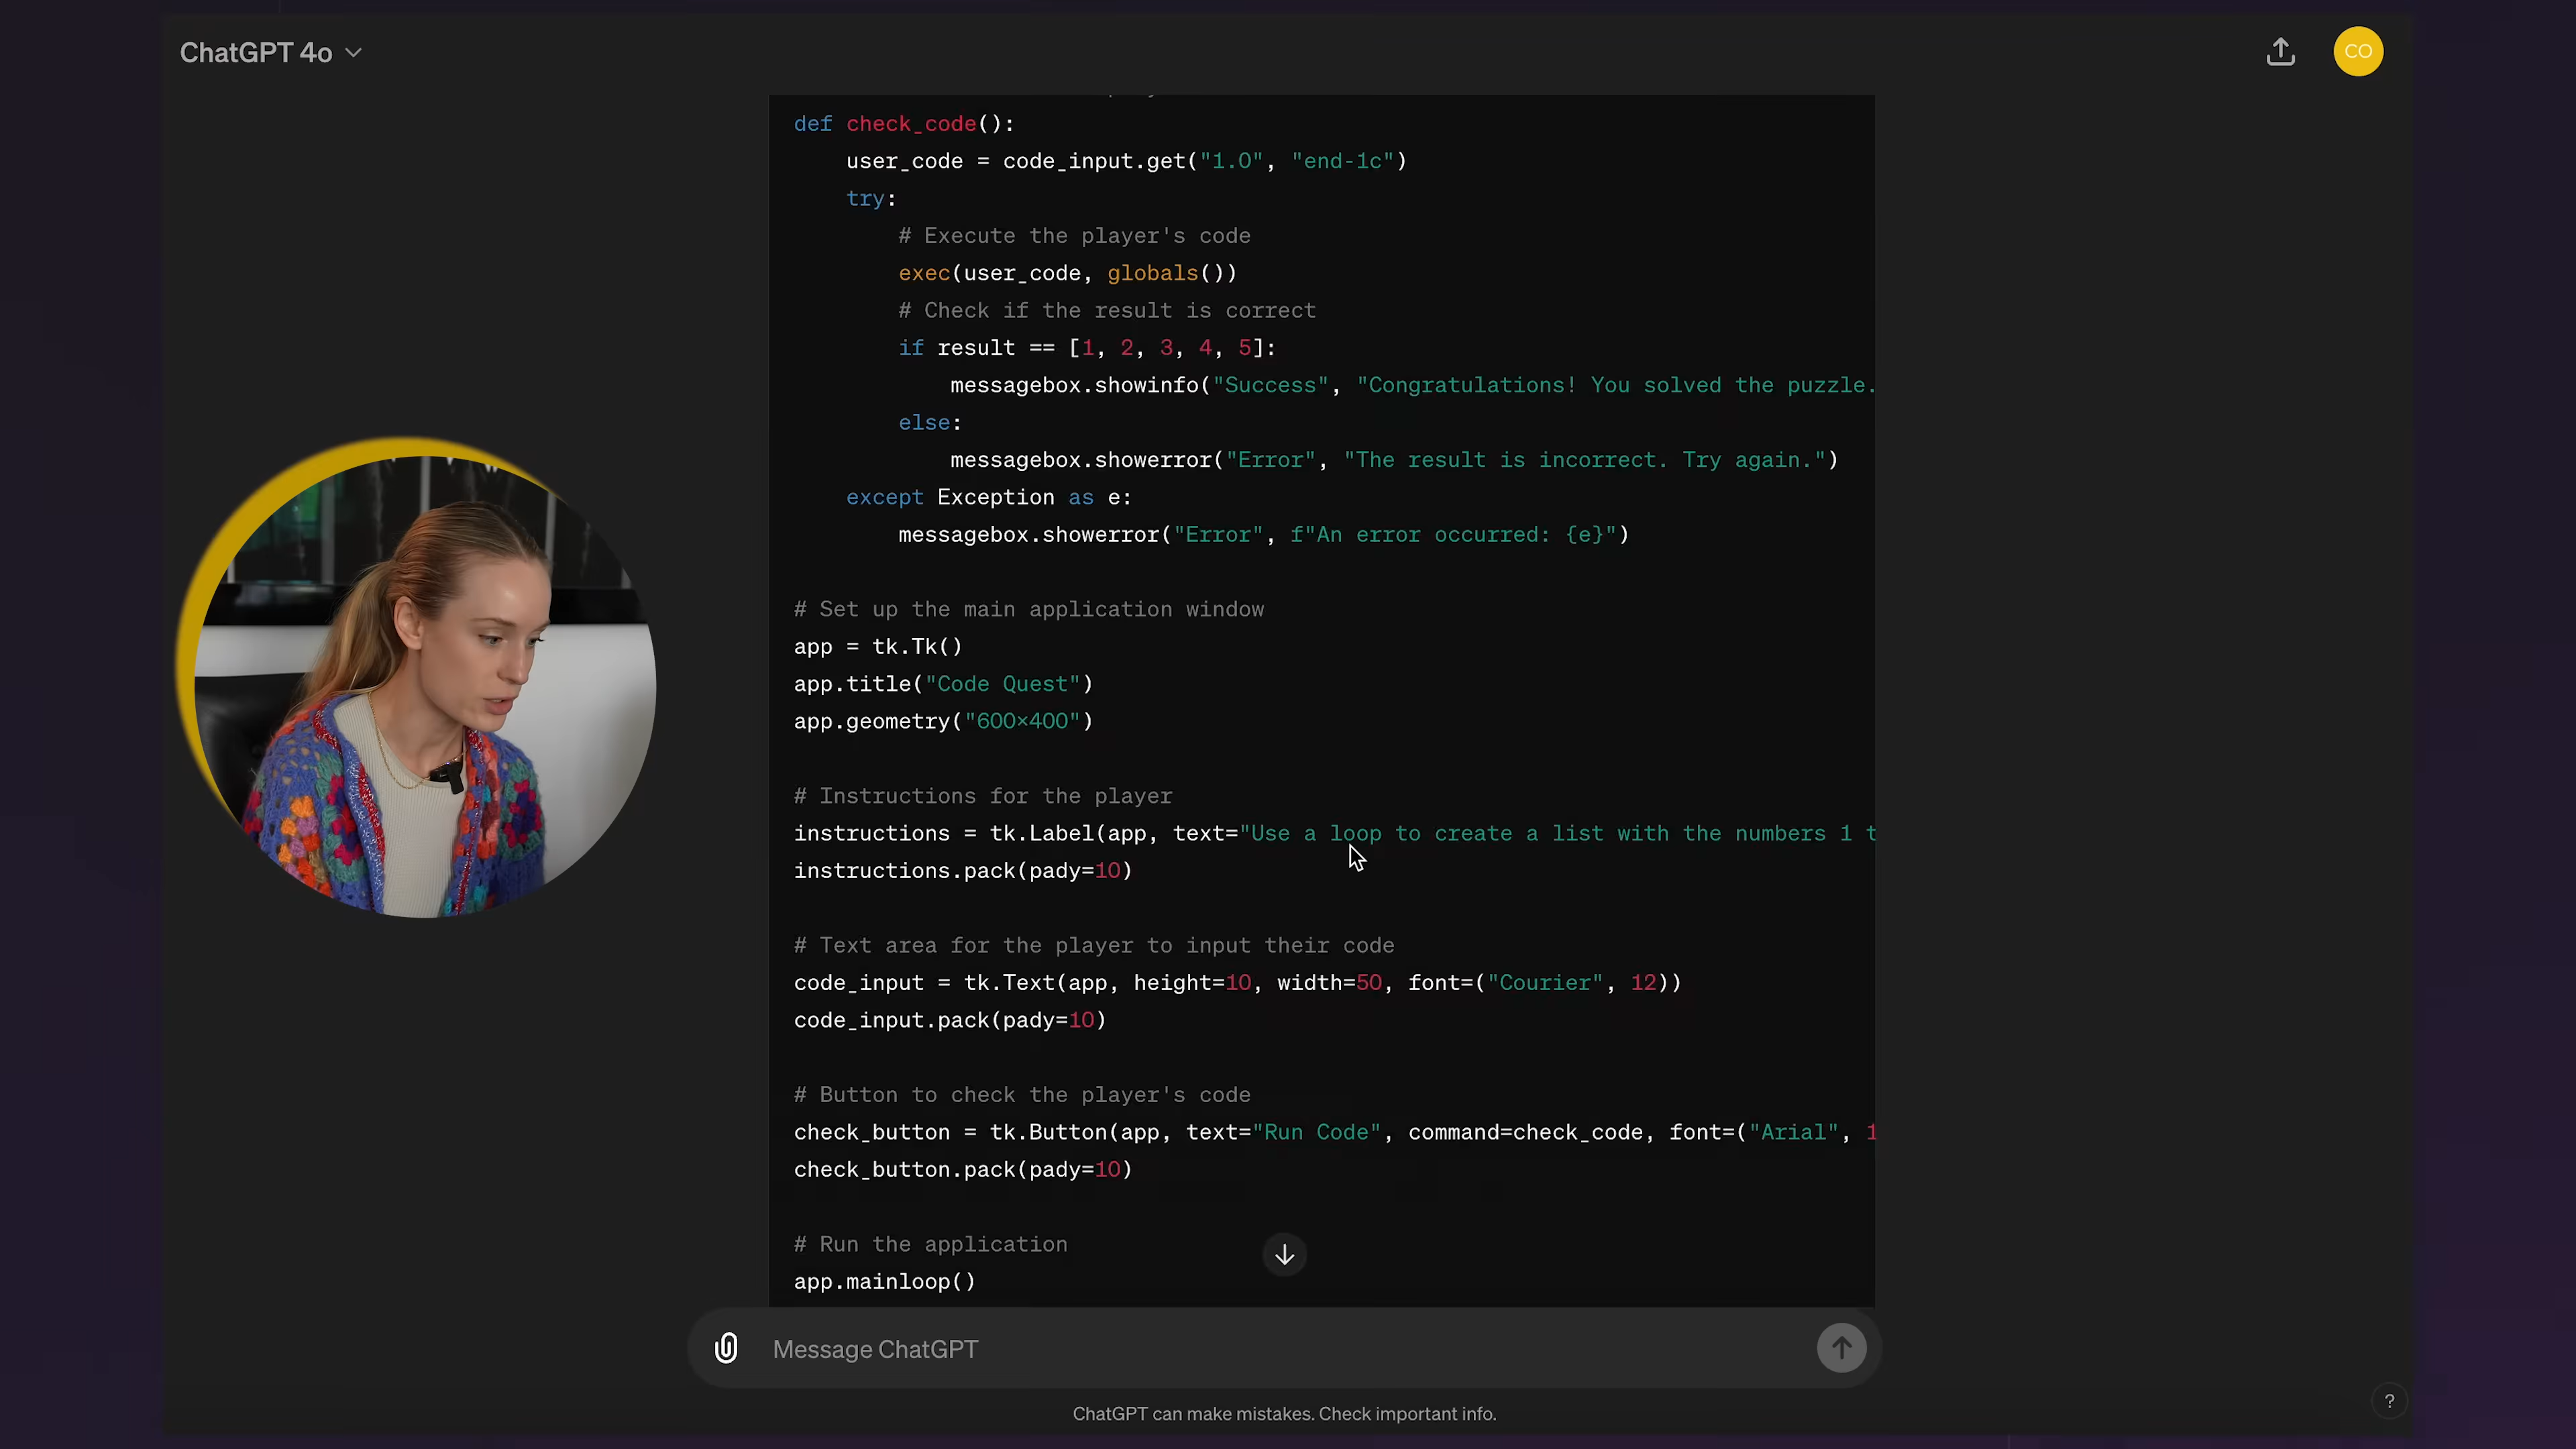 ChatGPT 4o
CO
def check_code():
user_code = code_input.get("1.0", "end-1c")
try:
# Execute the player's code
exec(user_code, globals())
# Check if the result is correct
if result == [1, 2, 3, 4, 5]:
messagebox.showinfo("Success", "Congratulations! You solved the puzzle.
else:
messagebox.showerror("Error", "The result is incorrect. Try again.")
except Exception as e:
messagebox.showerror("Error", f"An error occurred: {e}")
# Set up the main application window
app = tk.Tk()
app.title("Code Quest")
app.geometry("600x400")
# Instructions for the player
instructions = tk.Label(app, text="Use a loop to create a list with the numbers 1 t
instructions.pack(pady=10)
# Text area for the player to input their code
code_input = tk.Text(app, height=10, width=50, font=("Courier", 12))
code_input.pack(pady=10)
# Button to check the player's code
check_button = tk.Button(app, text="Run Code", command=check_code, font=("Arial", 1
check_button.pack(pady=10)
# Run the application
app.mainloop()
Message ChatGPT
ChatGPT can make mistakes. Check important info.
?